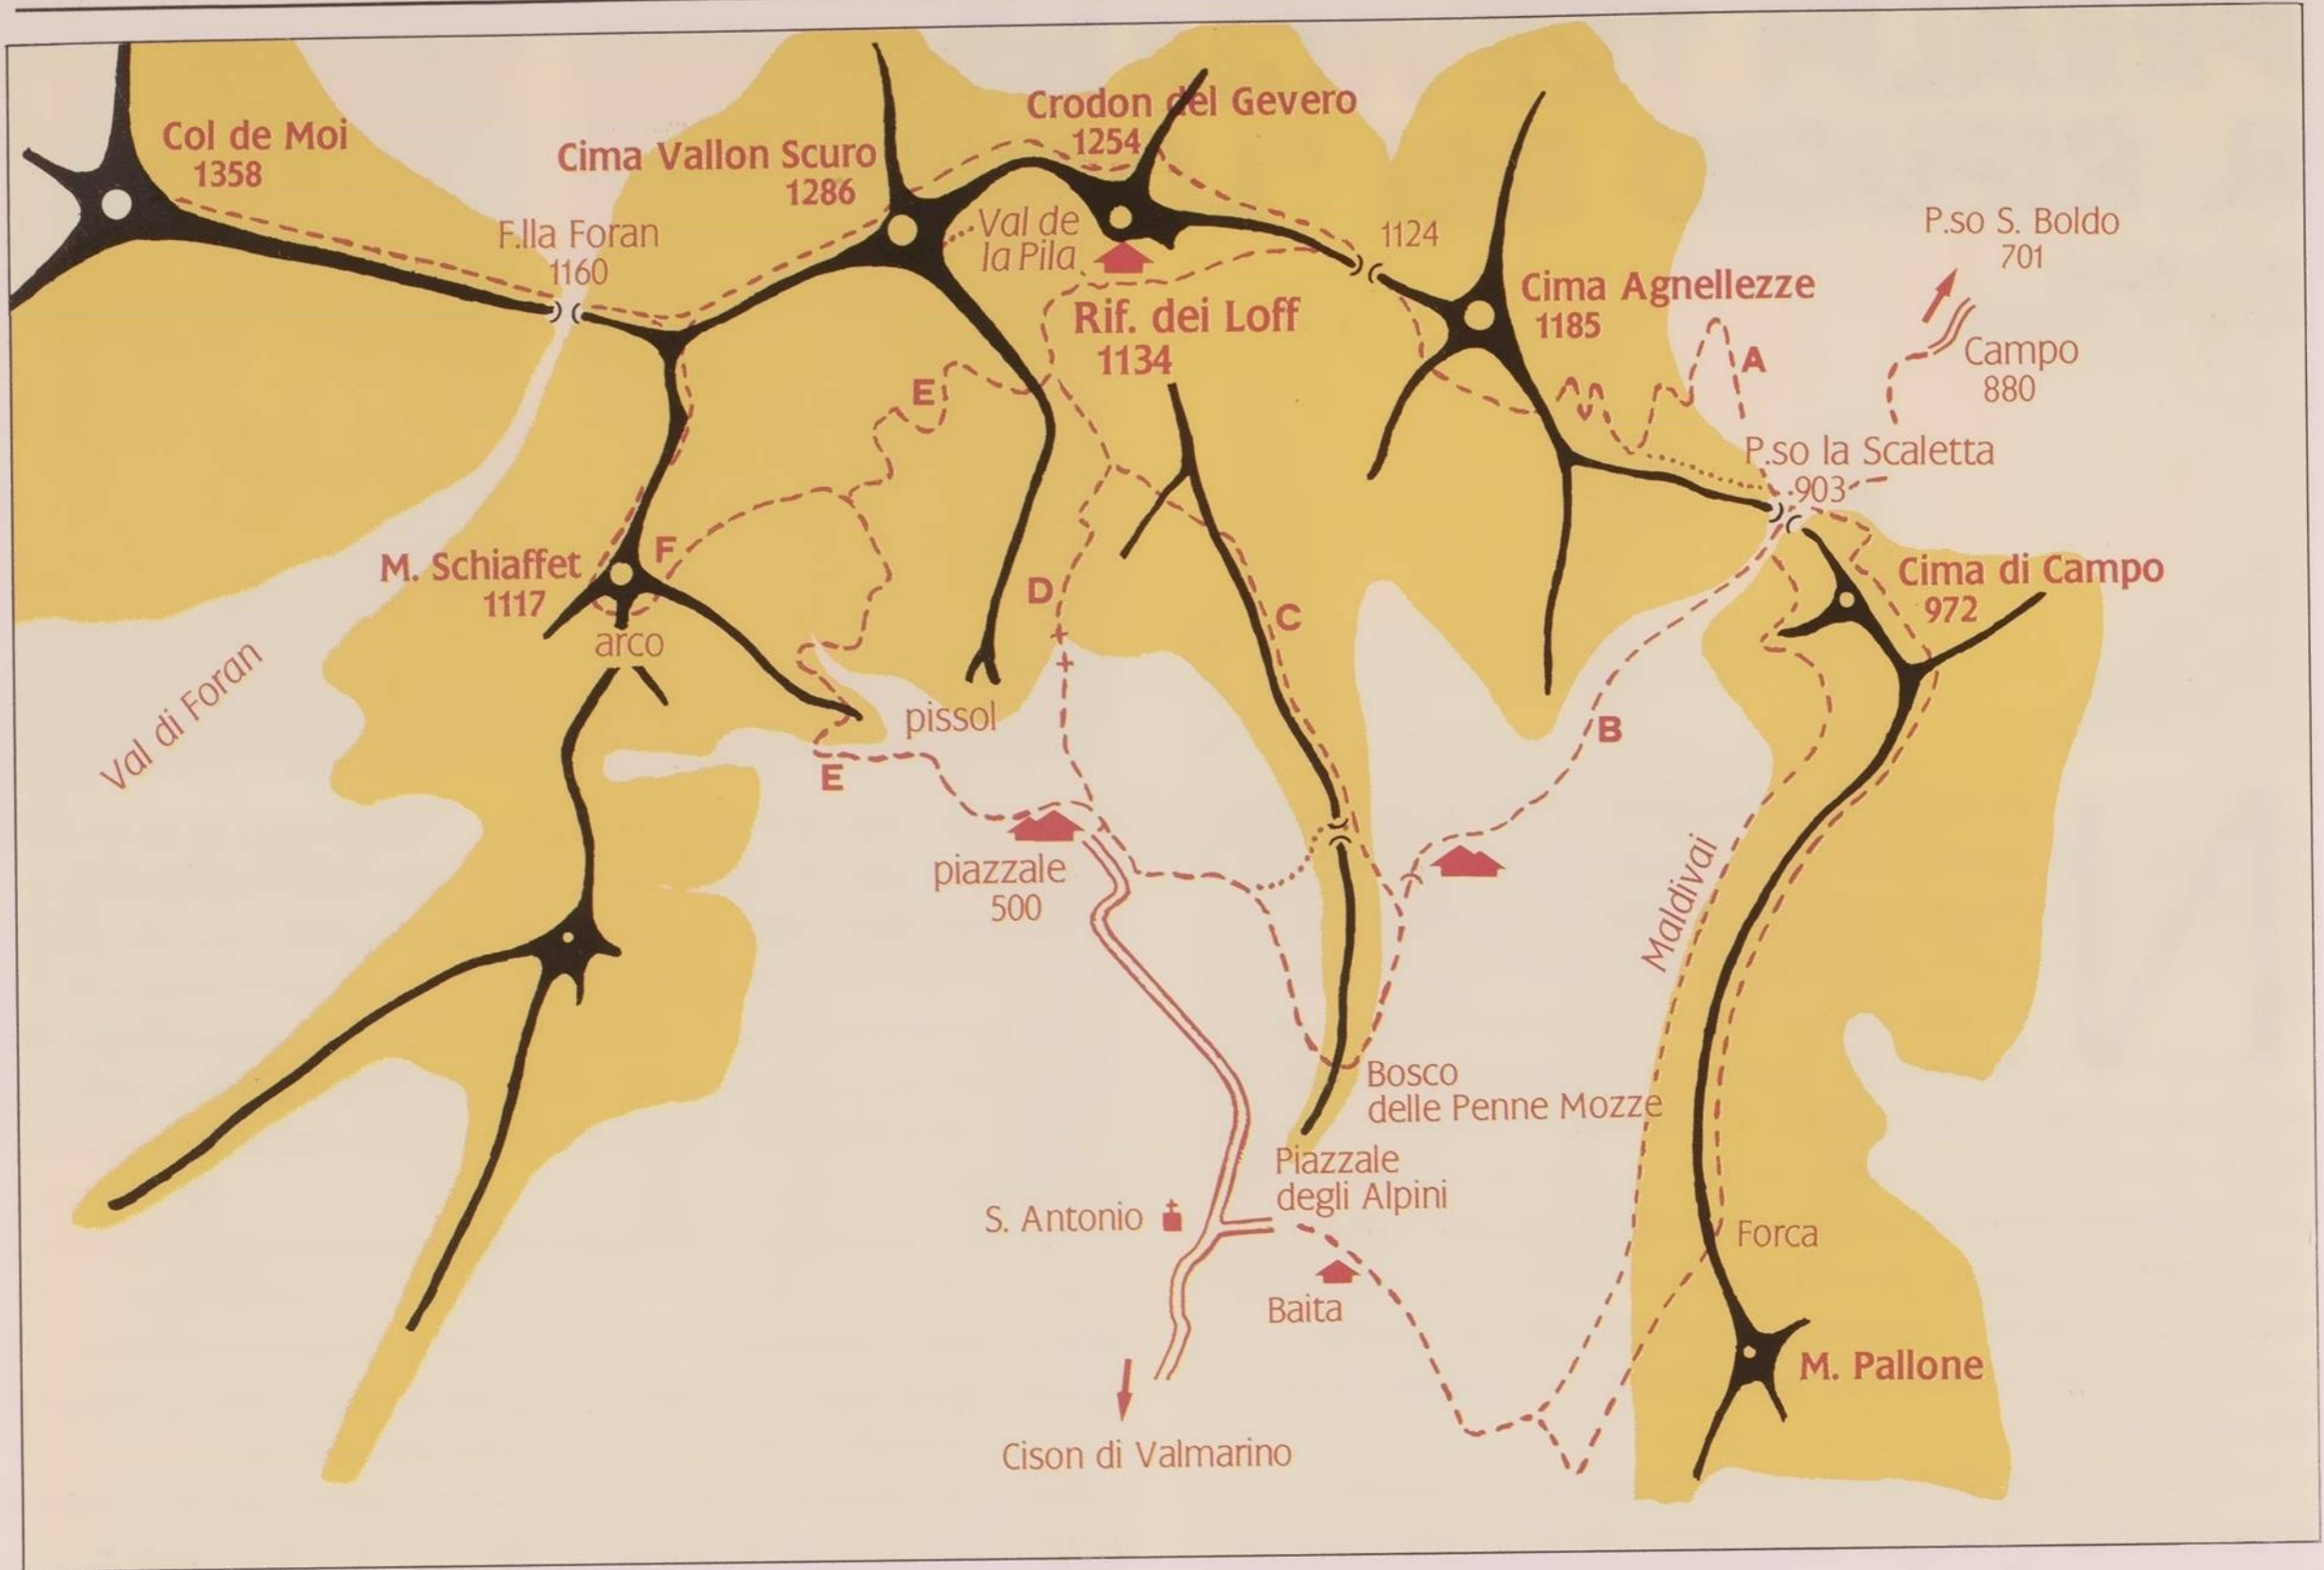 Col de Moi
1358
Cima Vallon Scuro
1286
Crodon del Gevero
1254
F.lla Foran
1160
Val de
la Pila
1124
P.so S. Boldo
701
Rif. dei Loff
1134
Cima Agnellezze
1185
A
Campo
880
E
P.so la Scaletta
903
M. Schiaffet
1117
F
arco
D
C
Cima di Campo
972
Val di Foran
pissol
B
E
piazzale
500
Maldivai
Bosco
delle Penne Mozze
Piazzale
degli Alpini
S. Antonio
Forca
Baita
M. Pallone
Cison di Valmarino